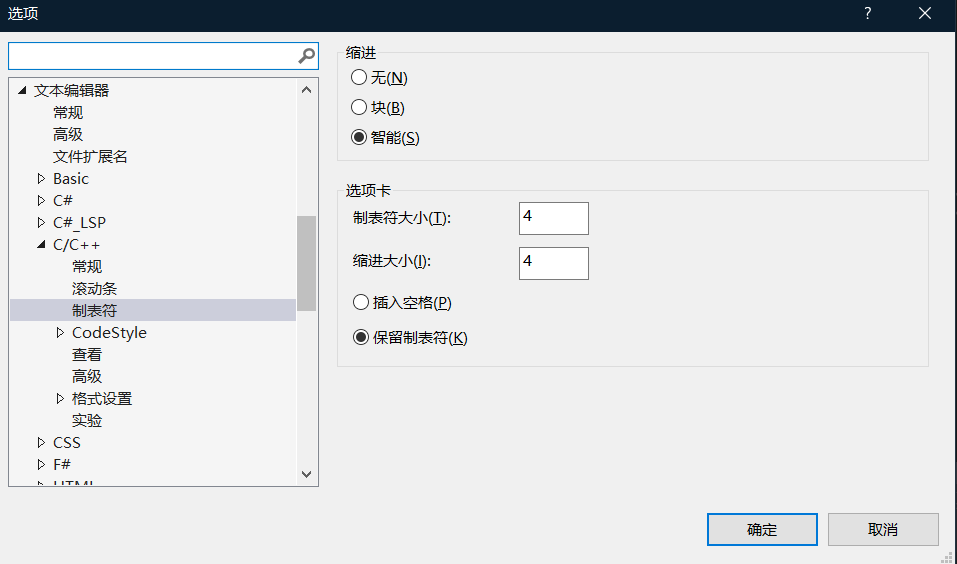 选项
?
文本编辑器
常规
高级
文件扩展名
Basic
C#
C#_LSP
C/C++
常规
滚动条
制表符
CodeStyle
查看
高级
格式设置
实验
CSS
F#
HTML
缩进
无(N)
块(B)
智能(S)
选项卡
制表符大小(T):
4
缩进大小(I):
4
插入空格(P)
保留制表符(K)
确定
取消